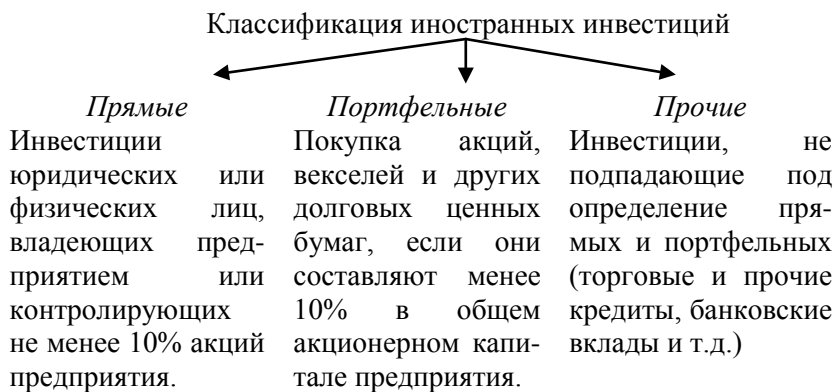 Классификация иностранных инвестиций
Прямые
Инвестиции
юридических или
физических лиц,
владеющих пред-
приятием или
контролирующих
не менее 10% акций
предприятия.
Портфельные
Покупка акций,
векселей и других
долговых ценных
бумаг, если они
составляют менее
10% в общем
акционерном капи-
тале предприятия.
Прочие
Инвестиции, не
подпадающие под
определение пря-
мых и портфельных
(торговые и прочие
кредиты, банковские
вклады и т.д.)